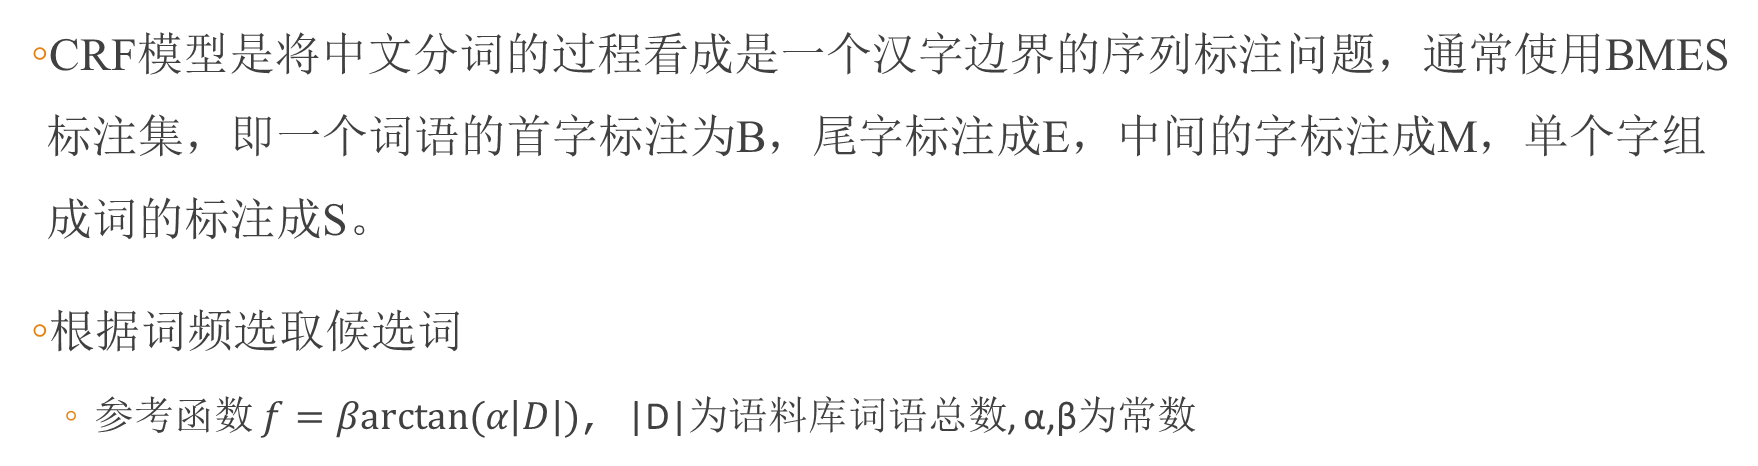 ◦CRF模型是将中文分词的过程看成是一个汉字边界的序列标注问题，通常使用BMES
标注集，即一个词语的首字标注为B，尾字标注成E，中间的字标注成M，单个字组
成词的标注成S。
◦根据词频选取候选词
◦ 参考函数 f = βarctan(α|D|)， |D|为语料库词语总数, α,β为常数